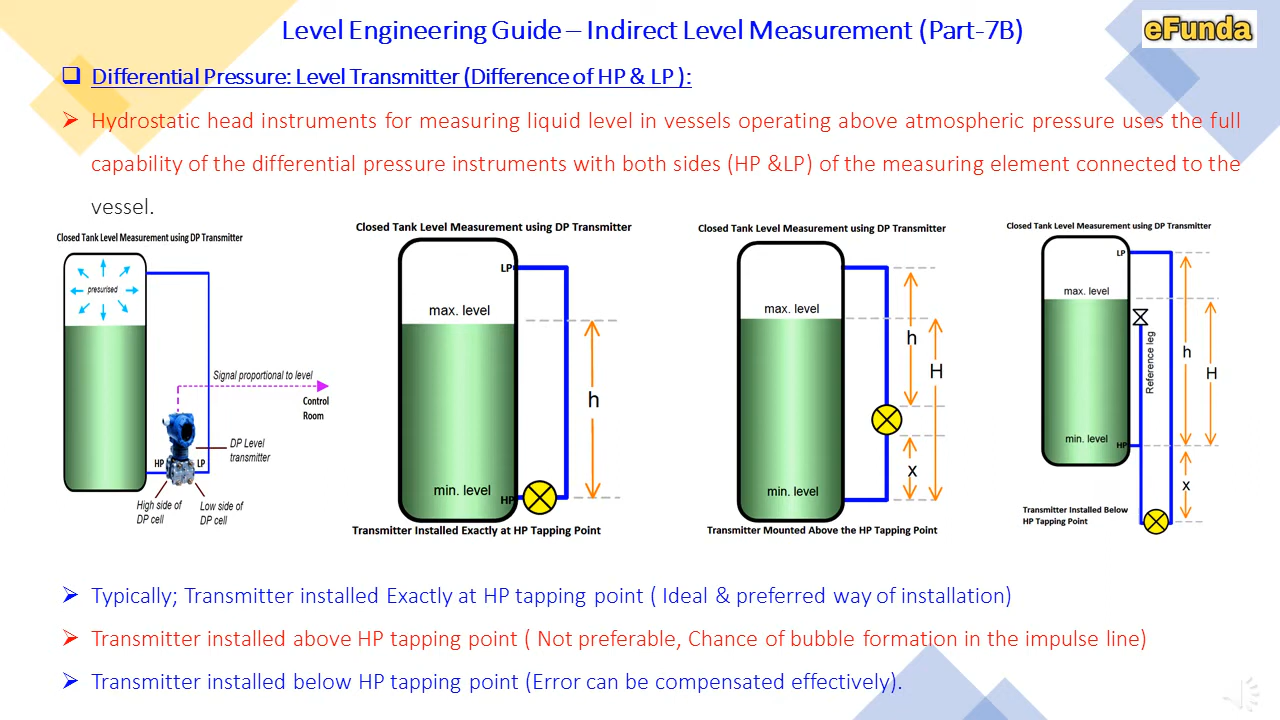 Level Engineering Guide – Indirect Level Measurement (Part-7B)
eFunda
Differential Pressure: Level Transmitter (Difference of HP & LP ):
Hydrostatic head instruments for measuring liquid level in vessels operating above atmospheric pressure uses the full
capability of the differential pressure instruments with both sides (HP &LP) of the measuring element connected to the
vessel.
Closed Tank Level Measurement using DP Transmitter
presurised
Signal proportional to level
Control
Room
DP Level
transmitter
HP
LP
High side of
DP cell
Low side of
DP cell
Closed Tank Level Measurement using DP Transmitter
LP
max. level
h
min. level
HP
Transmitter Installed Exactly at HP Tapping Point
Closed Tank Level Measurement using DP Transmitter
max. level
h
H
x
min. level
Transmitter Mounted Above the HP Tapping Point
Closed Tank Level Measurement using DP Transmitter
LP
max. level
Reference leg
h
H
min. level
HP
x
Transmitter Installed Below
HP Tapping Point
Typically; Transmitter installed Exactly at HP tapping point ( Ideal & preferred way of installation)
Transmitter installed above HP tapping point ( Not preferable, Chance of bubble formation in the impulse line)
Transmitter installed below HP tapping point (Error can be compensated effectively).